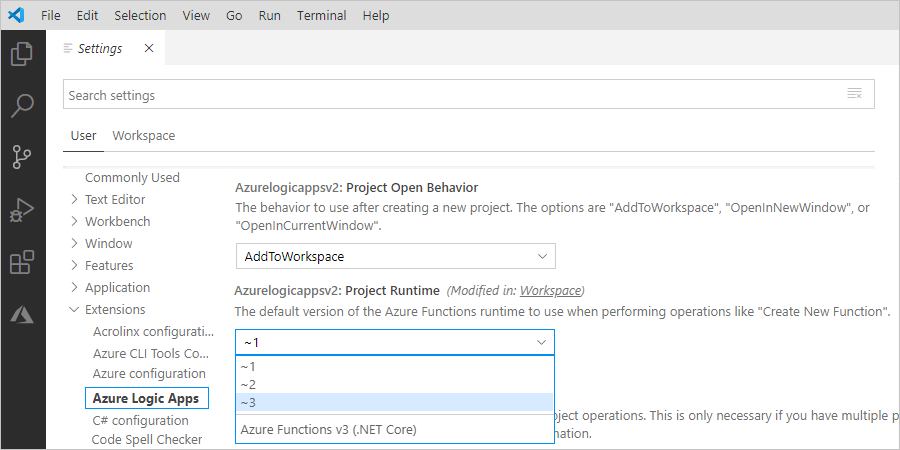 File Edit Selection View Go Run Terminal Help
Settings
Search settings
User Workspace
Commonly Used
Text Editor
Workbench
Window
Features
Application
Extensions
Acrolinx configurati...
Azure CLI Tools Co...
Azure configuration
Azure Logic Apps
C# configuration
Code Spell Checker
Azurelogicappsv2: Project Open Behavior
The behavior to use after creating a new project. The options are "AddToWorkspace", "OpenInNewWindow", or
"OpenInCurrentWindow".
AddToWorkspace
Azurelogicappsv2: Project Runtime (Modified in: Workspace)
The default version of the Azure Functions runtime to use when performing operations like "Create New Function".
~1
~1
~2
~3
Azure Functions v3 (.NET Core)
ject operations. This is only necessary if you have multiple p
nation.